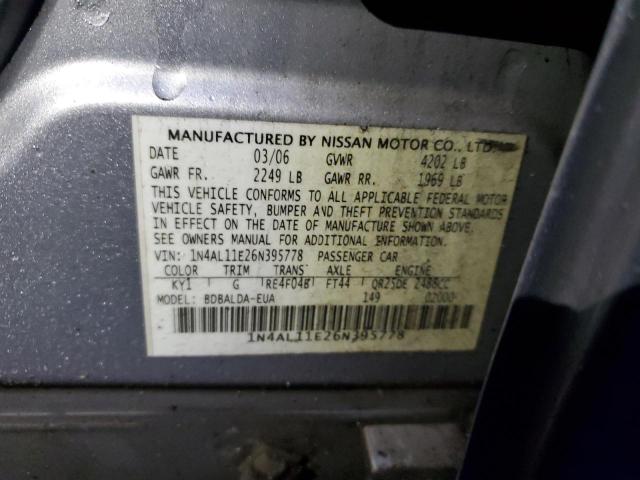 MANUFACTURED BY NISSAN MOTOR CO., LTD.
DATE 03/06 GVWR 4202 LB
GAWR FR. 2249 LB GAWR RR. 1969 LB
THIS VEHICLE CONFORMS TO ALL APPLICABLE FEDERAL MOTOR
VEHICLE SAFETY, BUMPER AND THEFT PREVENTION STANDARDS
IN EFFECT ON THE DATE OF MANUFACTURE SHOWN ABOVE.
SEE OWNERS MANUAL FOR ADDITIONAL INFORMATION.
VIN: 1N4AL11E26N395778 PASSENGER CAR
COLOR TRIM TRANS AXLE ENGINE
KY1 G RE4F04B FT44 QR25DE 2488CC
MODEL: BDBALDA-EUA 149 02000
1N4AL11E26N395778